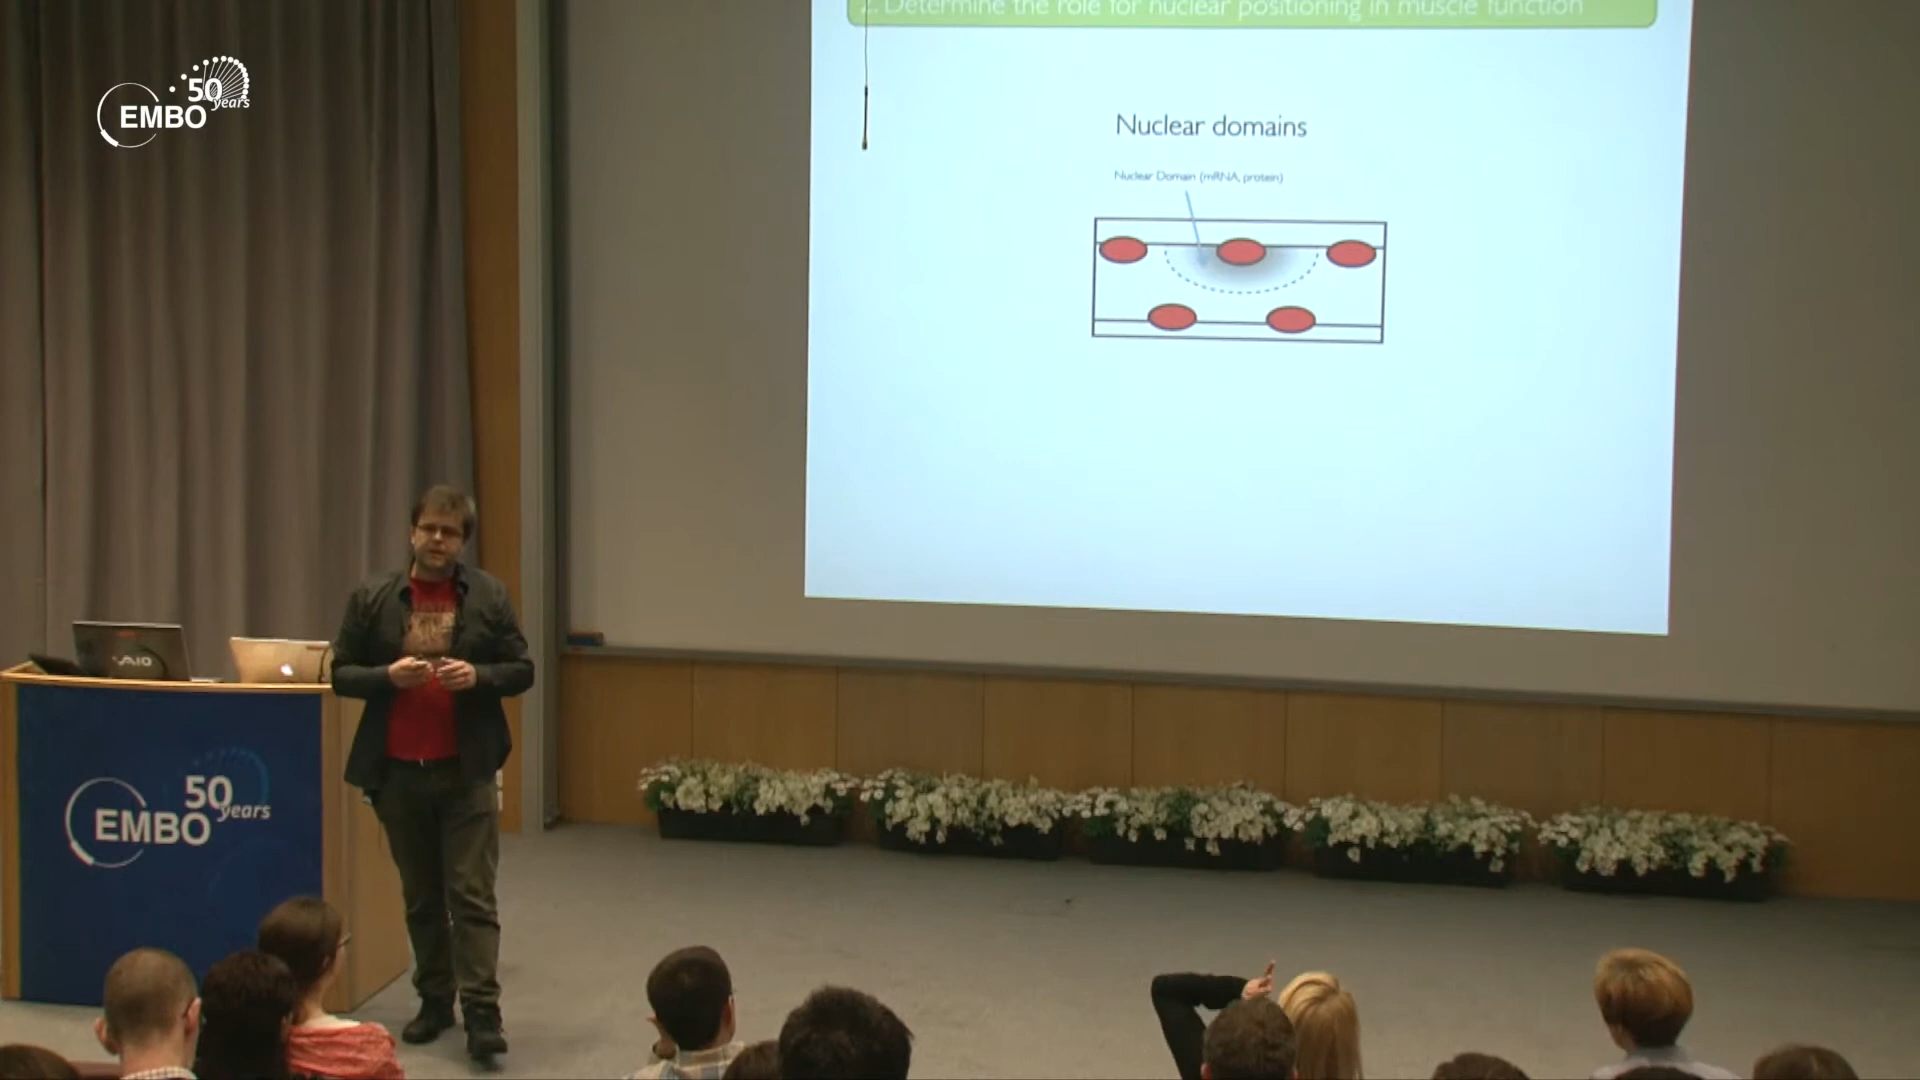 50
years
EMBO
2. Determine the role for nuclear positioning in muscle function
Nuclear domains
Nuclear Domain (mRNA, protein)
VAIO
50
years
EMBO